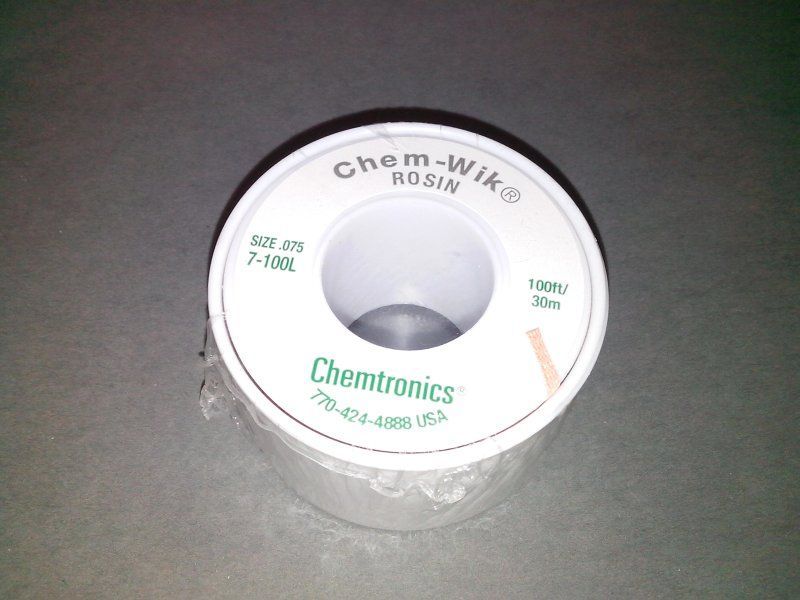 Chem-Wik®
ROSIN
SIZE .075
7-100L
100ft/
30m
Chemtronics®
770-424-4888 USA